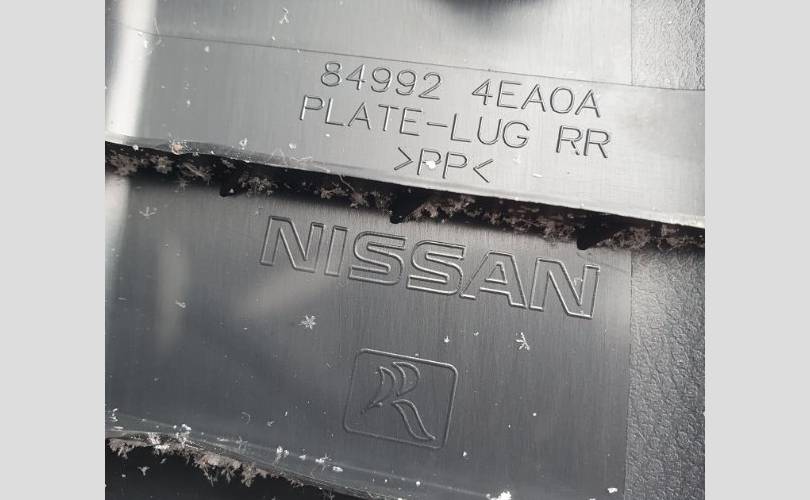 84992 4EA0A
PLATE-LUG RR
>PP<
NISSAN